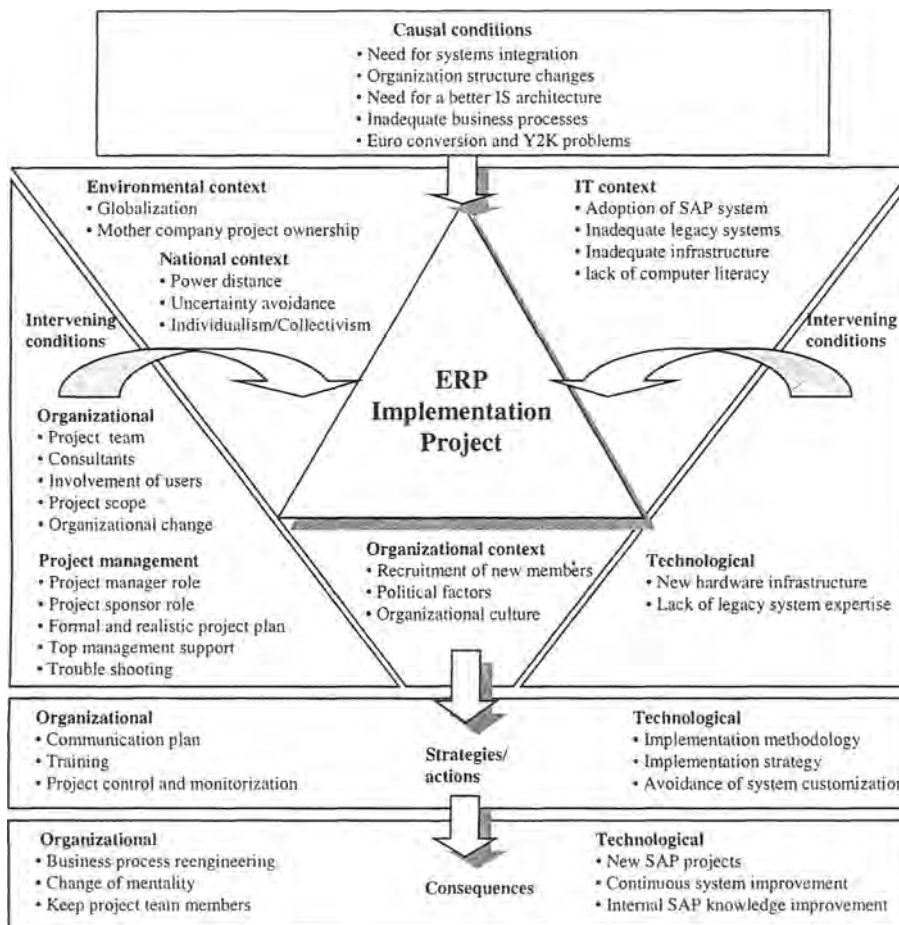 Causal conditions
• Need for systems integration
• Organization structure changes
• Need for a better IS architecture
• Inadequate business processes
• Euro conversion and Y2K problems
Environmental context
• Globalization
• Mother company project ownership
National context
• Power distance
• Uncertainty avoidance
• Individualism/Collectivism
IT context
• Adoption of SAP system
• Inadequate legacy systems
• Inadequate infrastructure
• lack of computer literacy
Intervening
conditions
Intervening
conditions
ERP
Implementation
Project
Organizational
• Project team
• Consultants
• Involvement of users
• Project scope
• Organizational change
Project management
• Project manager role
• Project sponsor role
• Formal and realistic project plan
• Top management support
• Trouble shooting
Organizational context
• Recruitment of new members
• Political factors
• Organizational culture
Technological
• New hardware infrastructure
• Lack of legacy system expertise
Organizational
• Communication plan
• Training
• Project control and monitorization
Strategies/
actions
Technological
• Implementation methodology
• Implementation strategy
• Avoidance of system customization
Organizational
• Business process reengineering
• Change of mentality
• Keep project team members
Consequences
Technological
• New SAP projects
• Continuous system improvement
• Internal SAP knowledge improvement